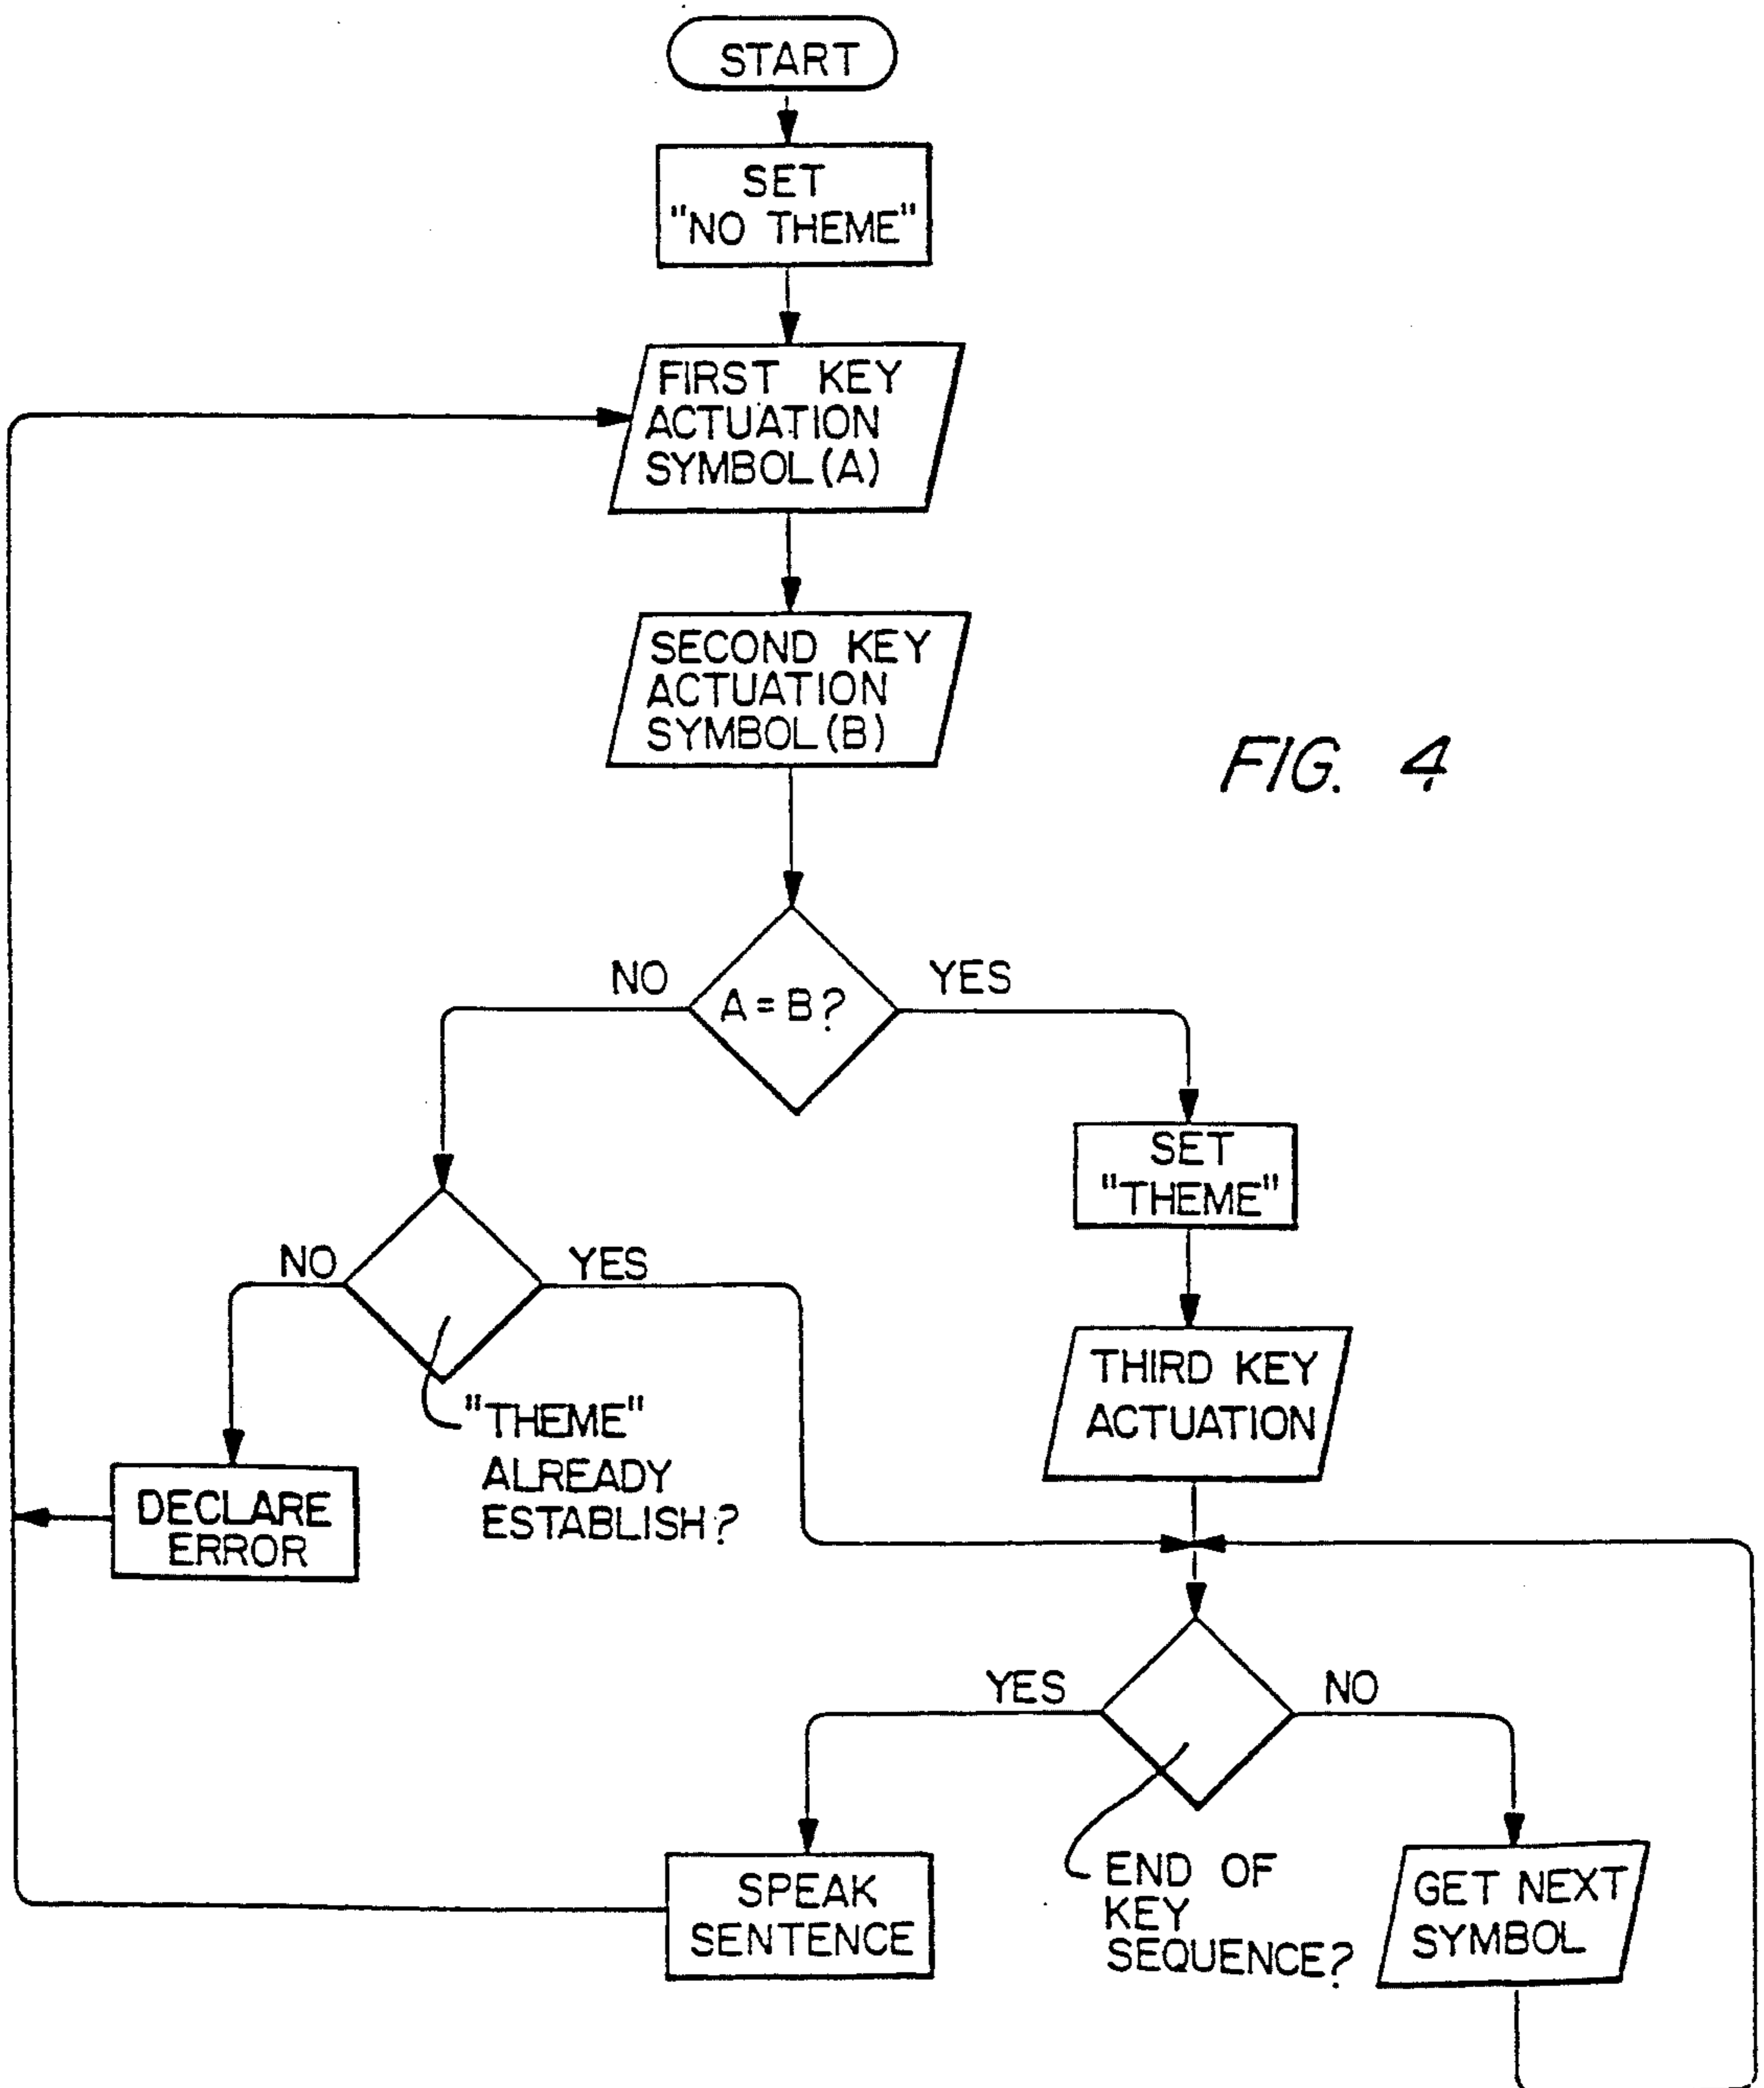 START
SET
"NO THEME"
FIRST KEY
ACTUATION
SYMBOL(A)
SECOND KEY
ACTUATION
SYMBOL(B)
FIG. 4
A=B?
NO
YES
SET
"THEME"
NO
YES
"THEME"
ALREADY
ESTABLISH?
THIRD KEY
ACTUATION
DECLARE
ERROR
YES
NO
END OF
KEY
SEQUENCE?
SPEAK
SENTENCE
GET NEXT
SYMBOL